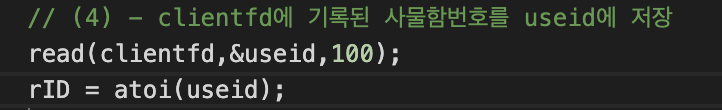 // (4) - clientfd에 기록된 사물함번호를 useid에 저장
read(clientfd,&useid,100);
rID = atoi(useid);